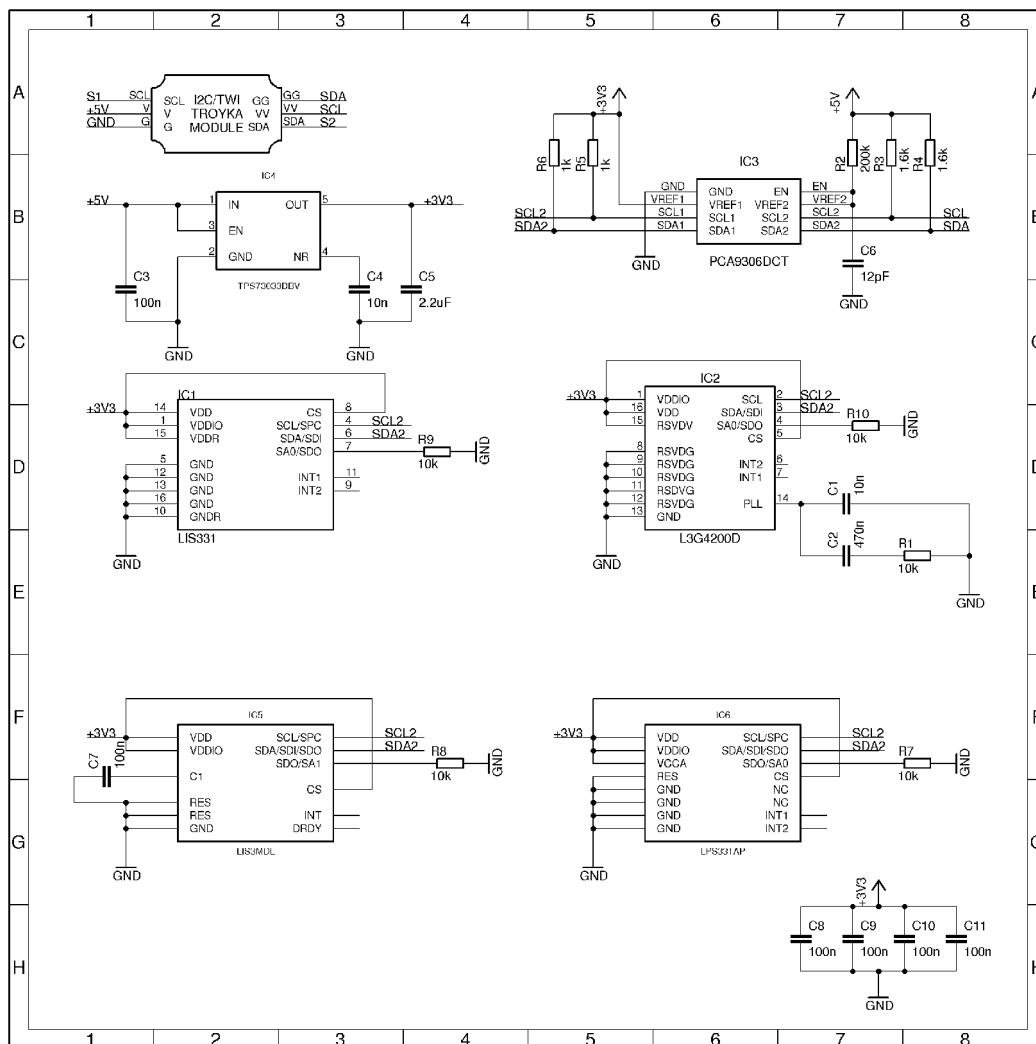 1 2 3 4 5 6 7 8
A A
S1 SCL SCL I2C/TWI GG GG SDA
+5V V V TROYKA VV VV SCL
GND G G MODULE SDA SDA S2
+3V3 +5V
R6 1k R5 1k R2 200k R3 1.6k R4 1.6k
IC3
GND GND EN EN
VREF1 VREF1 VREF2 VREF2
SCL2 SCL1 SCL1 SCL2 SCL2 SCL
SDA2 SDA1 SDA1 SDA2 SDA2 SDA
GND PCA9306DCT
C6
12pF
GND
B B
IC4
+5V 1 IN OUT 5 +3V3
3 EN
2 GND NR 4
C3 100n C4 10n C5 2.2uF
TPS73033DBV
GND GND
C C
IC1
+3V3 14 VDD CS 8
1 VDDIO SCL/SPC 4 SCL2
15 VDDR SDA/SDI 6 SDA2
SA0/SDO 7 R9 10k GND
5 GND
12 GND INT1 11
13 GND INT2 9
16 GND
10 GNDR
LIS331
GND
IC2
+3V3 1 VDDIO SCL 2 SCL2
16 VDD SDA/SDI 3 SDA2
15 RSVDV SA0/SDO 4 R10 10k GND
CS 5
8 RSVDG
9 RSVDG INT2 6
10 RSVDG INT1 7
11 RSDVG
12 RSVDG PLL 14
13 GND
L3G4200D
GND
C1 10n
C2 470n R1 10k
GND
D D
E E
F F
IC5
+3V3 VDD SCL/SPC SCL2
VDDIO SDA/SDI/SDO SDA2
SDO/SA1 R8 10k GND
C7 100n C1 CS
RES
RES INT
GND DRDY
LIS3MDL
GND
IC6
+3V3 VDD SCL/SPC SCL2
VDDIO SDA/SDI/SDO SDA2
VCCA SDO/SA0 R7 10k GND
RES CS
GND NC
GND NC
GND INT1
GND INT2
LPS331AP
GND
G G
+3V3
C8 100n C9 100n C10 100n C11 100n
GND
H H
1 2 3 4 5 6 7 8